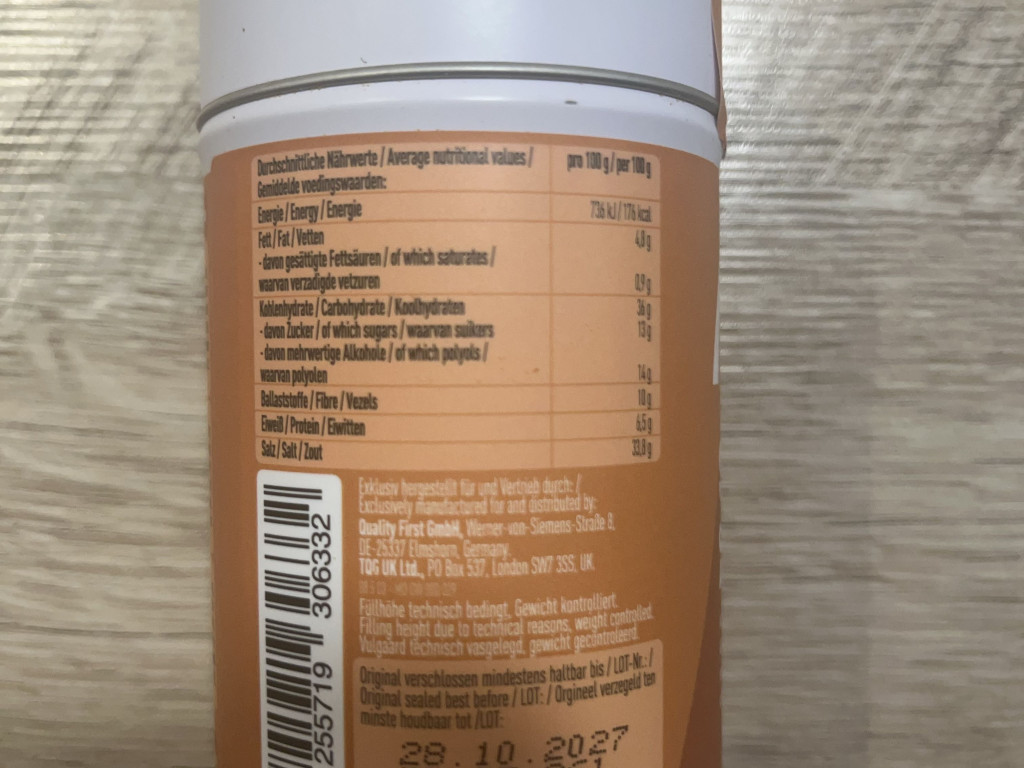 Durchschnittliche Nährwerte / Average nutritional values / pro 100 g / per 100 g
Gemiddelde voedingswaarden:
Energie / Energy / Energie 736 kJ / 176 kcal
Fett / Fat / Vetten 4,8 g
- davon gesättigte Fettsäuren / of which saturates /
waarvan verzadigde vetzuren 0,9 g
Kohlenhydrate / Carbohydrate / Koolhydraten 36 g
- davon Zucker / of which sugars / waarvan suikers 13 g
- davon mehrwertige Alkohole / of which polyols /
waarvan polyolen 14 g
Ballaststoffe / Fibre / Vezels 10 g
Eiweiß / Protein / Eiwitten 6,5 g
Salz / Salt / Zout 33,8 g
Exklusiv hergestellt für und Vertrieb durch: /
Exclusively manufactured for and distributed by:
Quality First GmbH, Werner-von-Siemens-Straße 8,
DE-25337 Elmshorn, Germany.
TQG UK Ltd., PO Box 537, London SW7 3SS, UK.
Füllhöhe technisch bedingt. Gewicht kontrolliert.
Filling height due to technical reasons, weight controlled.
Vulgaard technisch vasgelegd, gewicht gecontroleerd.
Original verschlossen mindestens haltbar bis / LOT-Nr.: /
Original sealed best before / LOT: / Orgineel verzegeld ten
minste houdbaar tot /LOT:
28.10.2027
255719 306332